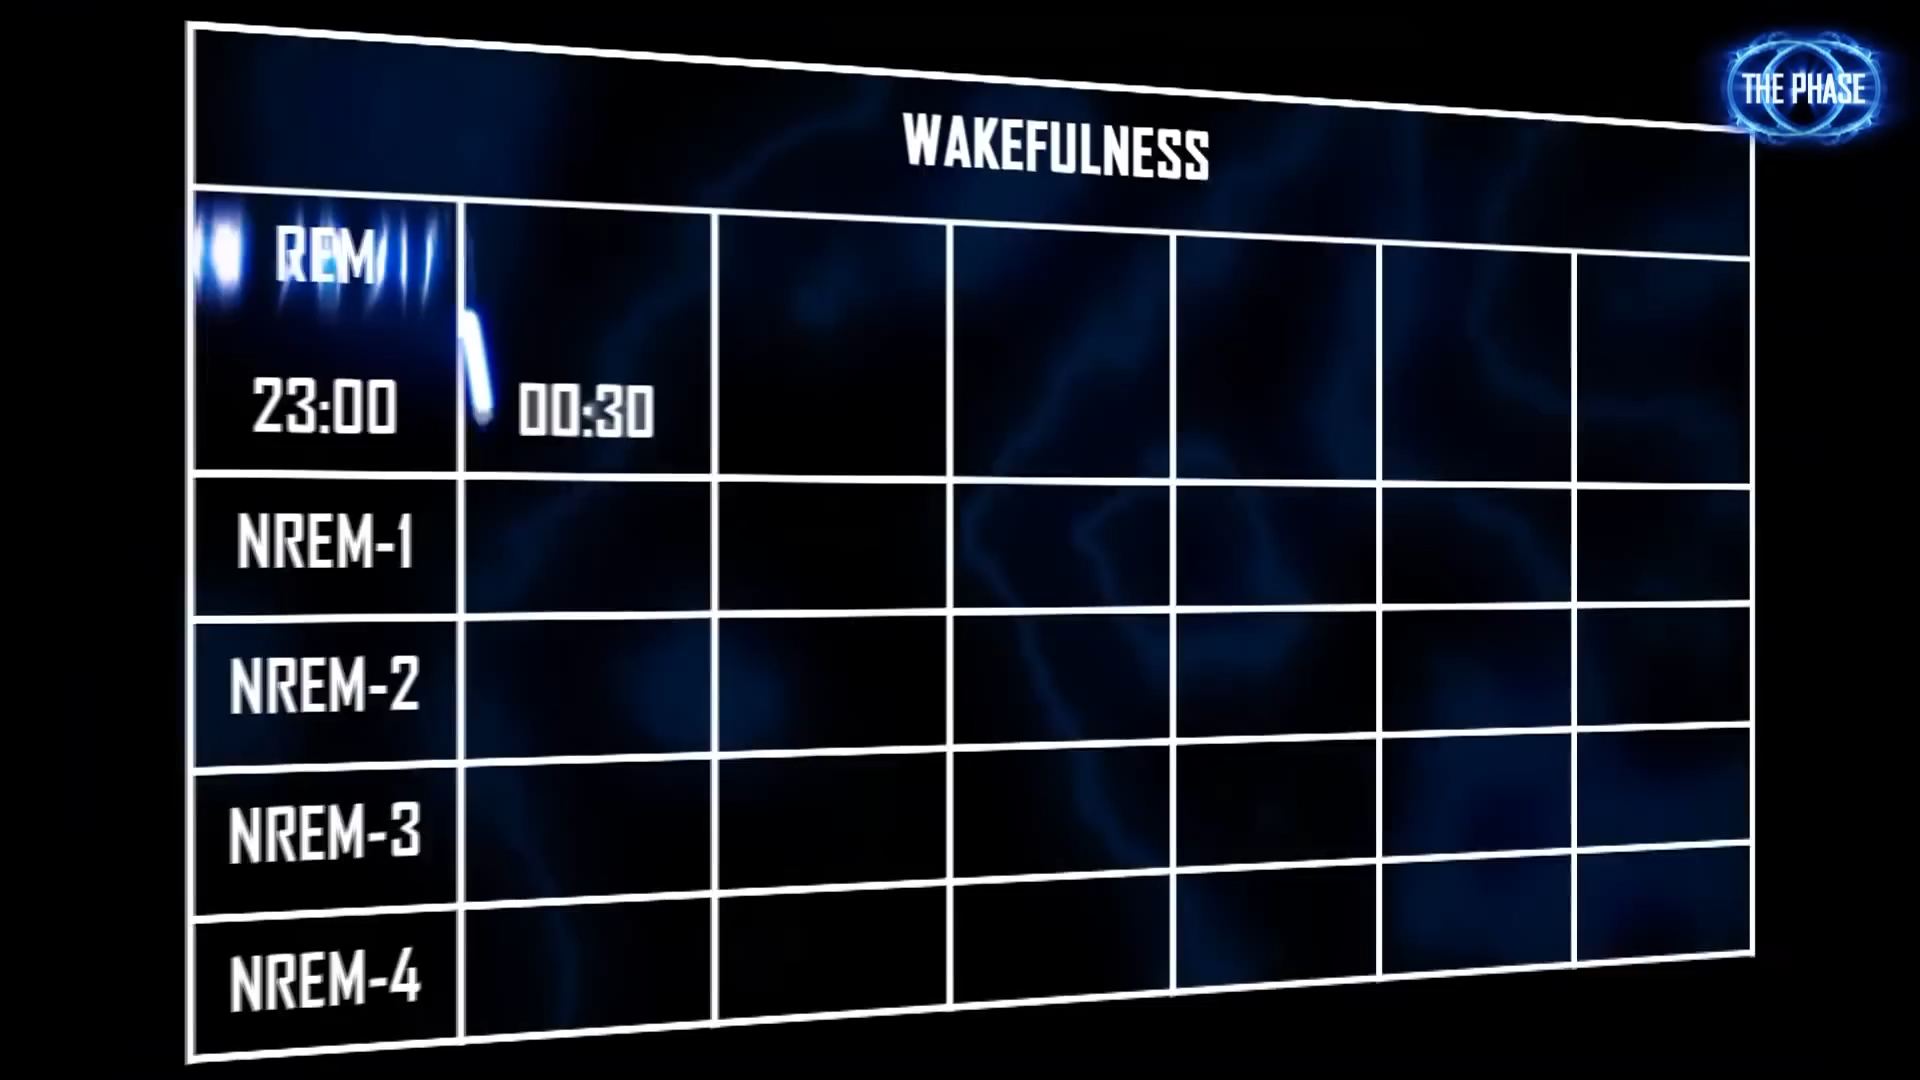 THE PHASE
WAKEFULNESS
REM
23:00
00:30
NREM-1
NREM-2
NREM-3
NREM-4